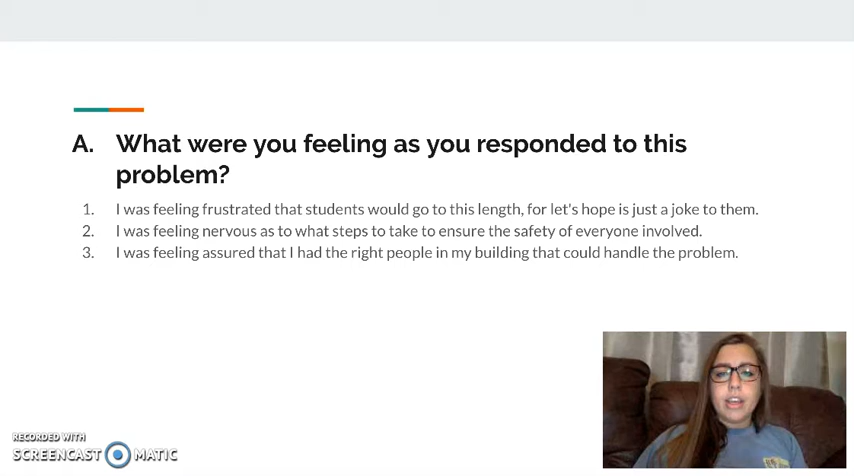 A. What were you feeling as you responded to this
problem?
1. I was feeling frustrated that students would go to this length, for let's hope is just a joke to them.
2. I was feeling nervous as to what steps to take to ensure the safety of everyone involved.
3. I was feeling assured that I had the right people in my building that could handle the problem.
RECORDED WITH
SCREENCAST MATIC